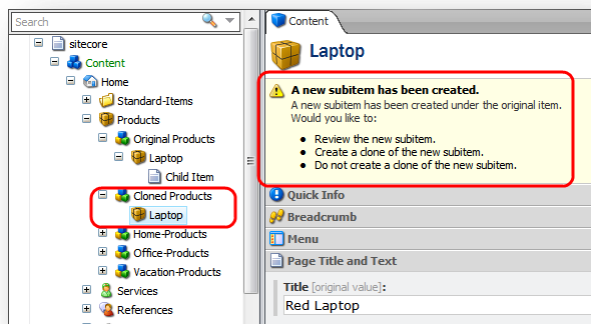 Search
sitecore
Content
Home
Standard-Items
Products
Original Products
Laptop
Child Item
Cloned Products
Laptop
Home-Products
Office-Products
Vacation-Products
Services
References
Content
Laptop
A new subitem has been created.
A new subitem has been created under the original item.
Would you like to:
Review the new subitem.
Create a clone of the new subitem.
Do not create a clone of the new subitem.
Quick Info
Breadcrumb
Menu
Page Title and Text
Title [original value]:
Red Laptop